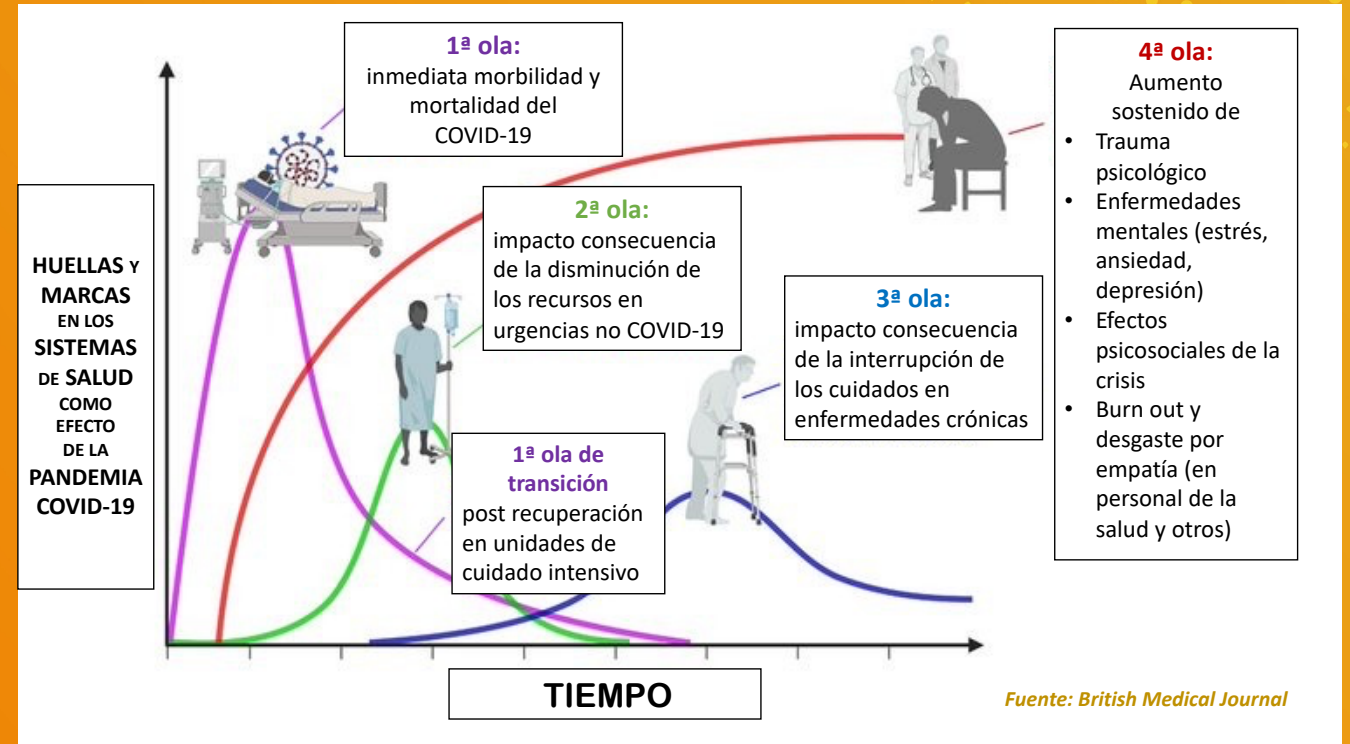 HUELLAS Y
MARCAS
EN LOS
SISTEMAS
DE SALUD
COMO
EFECTO
DE LA
PANDEMIA
COVID-19
1ª ola:
inmediata morbilidad y
mortalidad del
COVID-19
2ª ola:
impacto consecuencia
de la disminución de
los recursos en
urgencias no COVID-19
1ª ola de
transición
post recuperación
en unidades de
cuidado intensivo
3ª ola:
impacto consecuencia
de la interrupción de
los cuidados en
enfermedades crónicas
4ª ola:
Aumento
sostenido de
• Trauma
psicológico
• Enfermedades
mentales (estrés,
ansiedad,
depresión)
• Efectos
psicosociales de la
crisis
• Burn out y
desgaste por
empatía (en
personal de la
salud y otros)
TIEMPO
Fuente: British Medical Journal